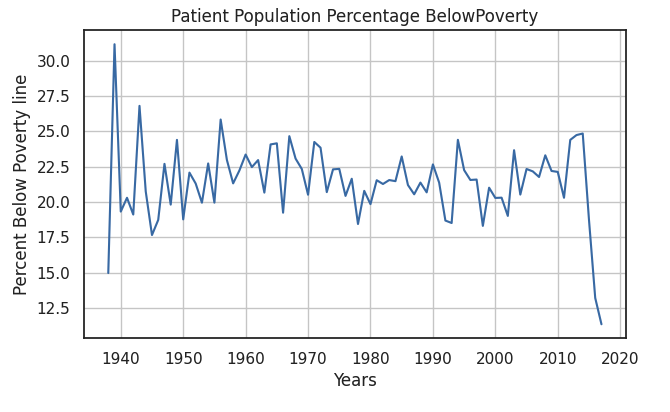 Patient Population Percentage BelowPoverty
Percent Below Poverty line
30.0
27.5
25.0
22.5
20.0
17.5
15.0
12.5
1940 1950 1960 1970 1980 1990 2000 2010 2020
Years